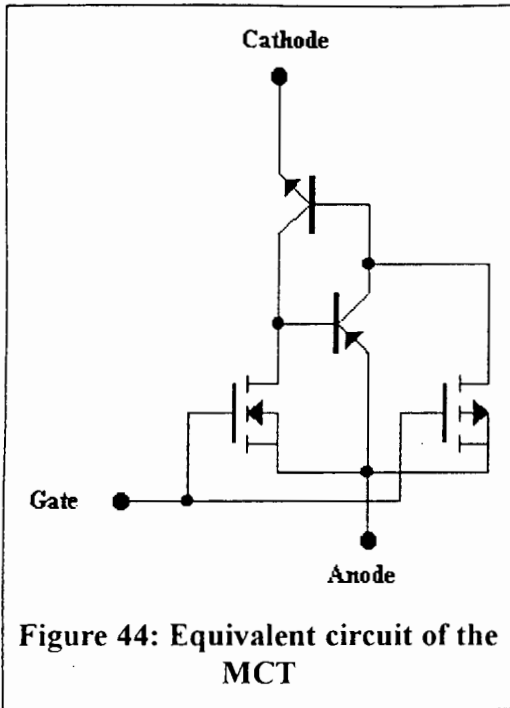 Cathode
Gate
Anode
Figure 44: Equivalent circuit of the
MCT